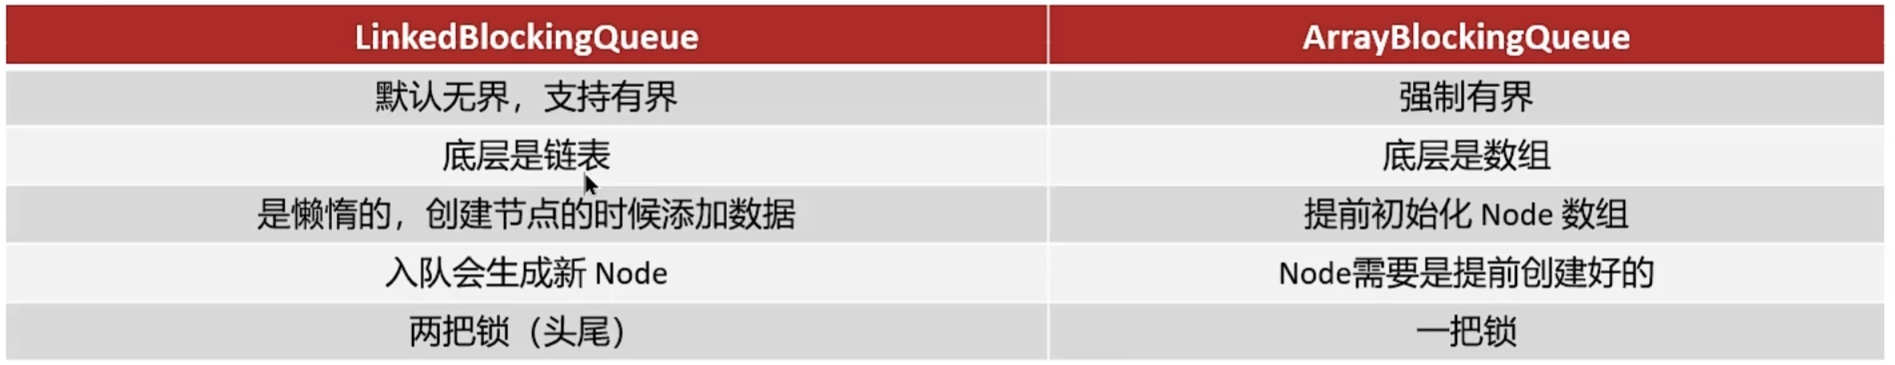 LinkedBlockingQueue ArrayBlockingQueue
默认无界，支持有界 强制有界
底层是链表 底层是数组
是懒惰的，创建节点的时候添加数据 提前初始化 Node 数组
入队会生成新 Node Node需要是提前创建好的
两把锁（头尾） 一把锁